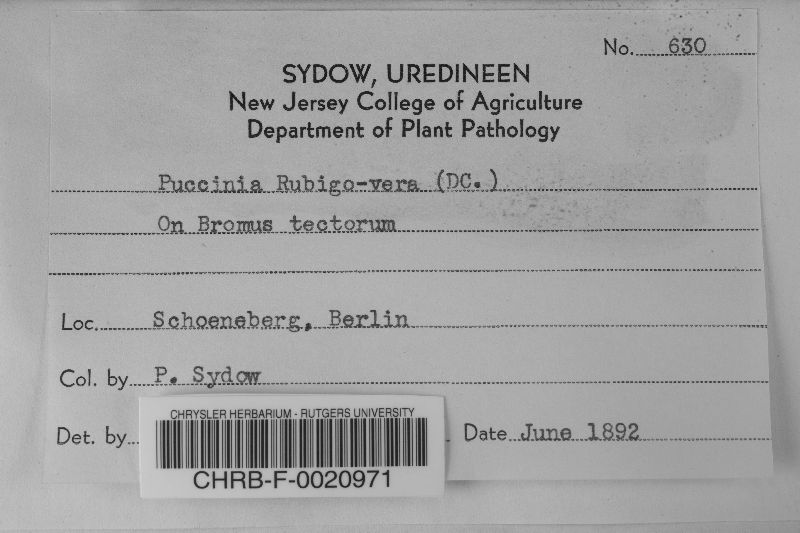 No. 630
SYDOW, UREDINEEN
New Jersey College of Agriculture
Department of Plant Pathology
Puccinia Rubigo-vera (DC.)
On Bromus tectorum
Loc. Schoeneberg, Berlin
Col. by P. Sydow
Det. by Date June 1892
CHRYSLER HERBARIUM - RUTGERS UNIVERSITY
CHRB-F-0020971